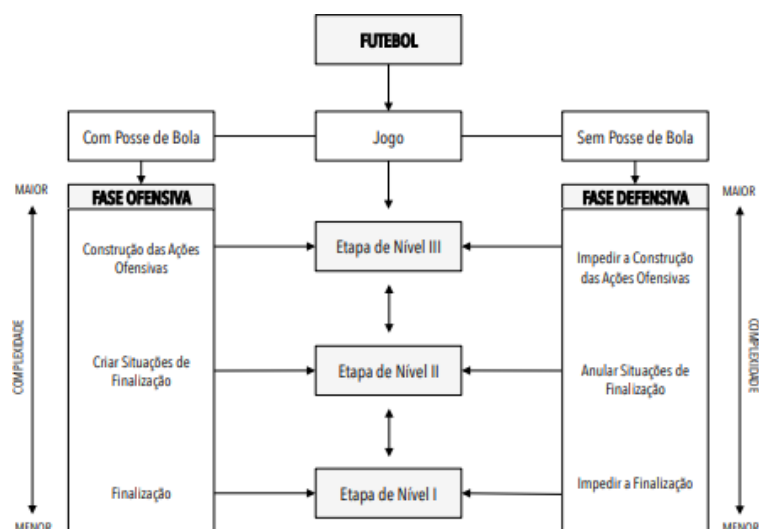 FUTEBOL
Com Posse de Bola
Jogo
Sem Posse de Bola
MAIOR
FASE OFENSIVA
FASE DEFENSIVA
MAIOR
Construção das Ações
Ofensivas
Etapa de Nível III
Impedir a Construção
das Ações Ofensivas
COMPLEXIDADE
Criar Situações de
Finalização
Etapa de Nível II
Anular Situações de
Finalização
COMPLEXIDADE
Finalização
Etapa de Nível I
Impedir a Finalização
MENOR
MENOR